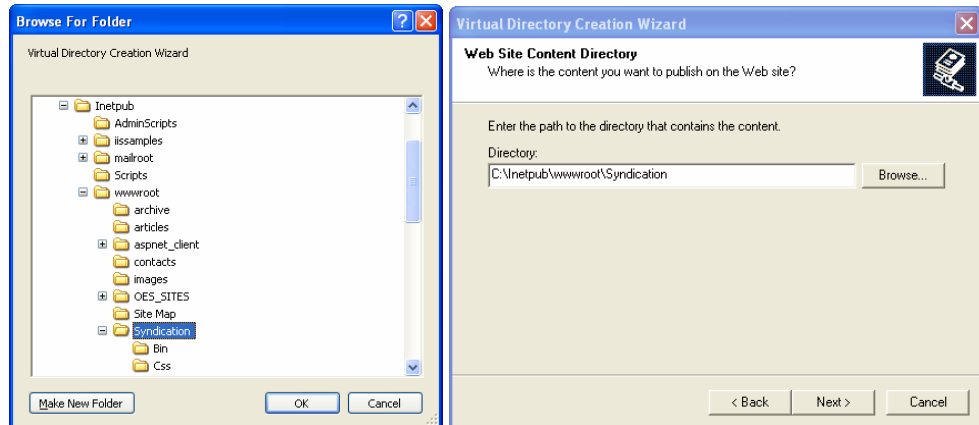 Browse For Folder
Virtual Directory Creation Wizard
Inetpub
AdminScripts
iissamples
mailroot
Scripts
wwwroot
archive
articles
aspnet_client
contacts
images
OES_SITES
Site Map
Syndication
Bin
Css
Make New Folder
OK
Cancel
Virtual Directory Creation Wizard
Web Site Content Directory
Where is the content you want to publish on the Web site?
Enter the path to the directory that contains the content.
Directory:
C:\Inetpub\wwwroot\Syndication
Browse...
< Back
Next >
Cancel